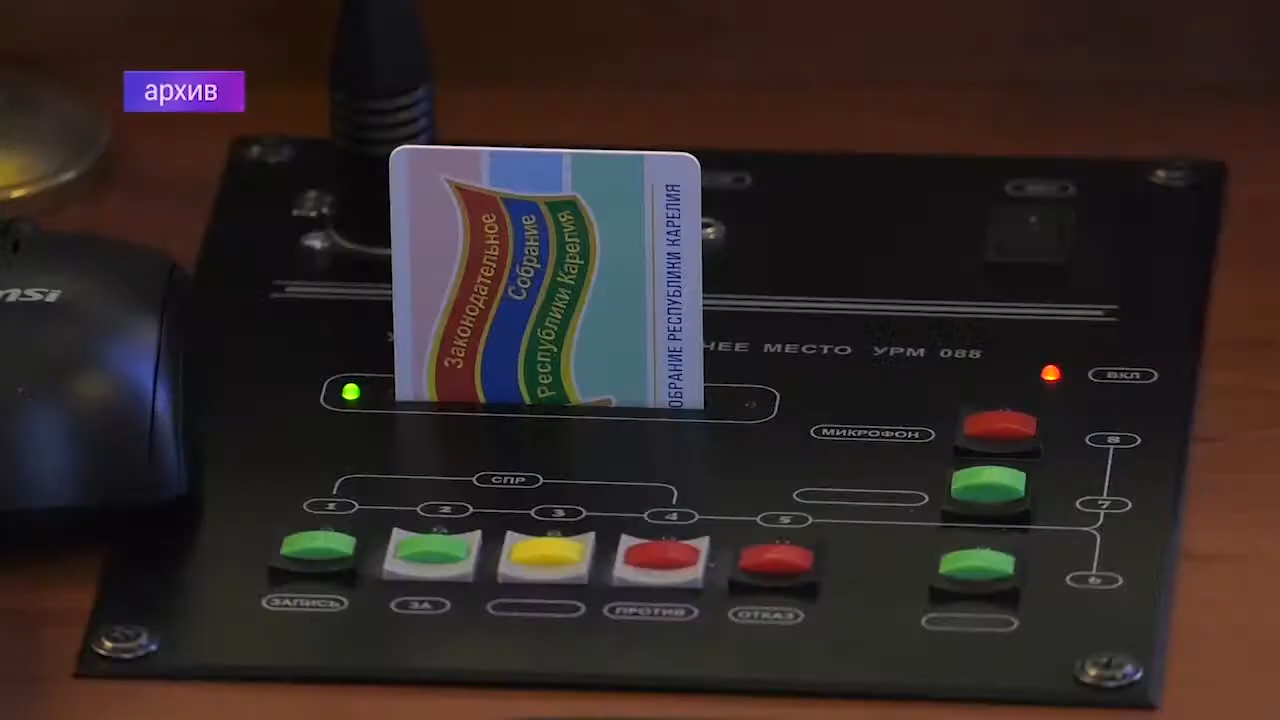 архив
Законодательное
Собрание
Республики Карелия
ОБРАНИЕ РЕСПУБЛИКИ КАРЕЛИЯ
msi
МЕСТО УРМ 088
ВКЛ
МИКРОФОН
8
СПР
7
1 2 3 4 5
6
ЗАПИСЬ ЗА ПРОТИВ ОТКАЗ